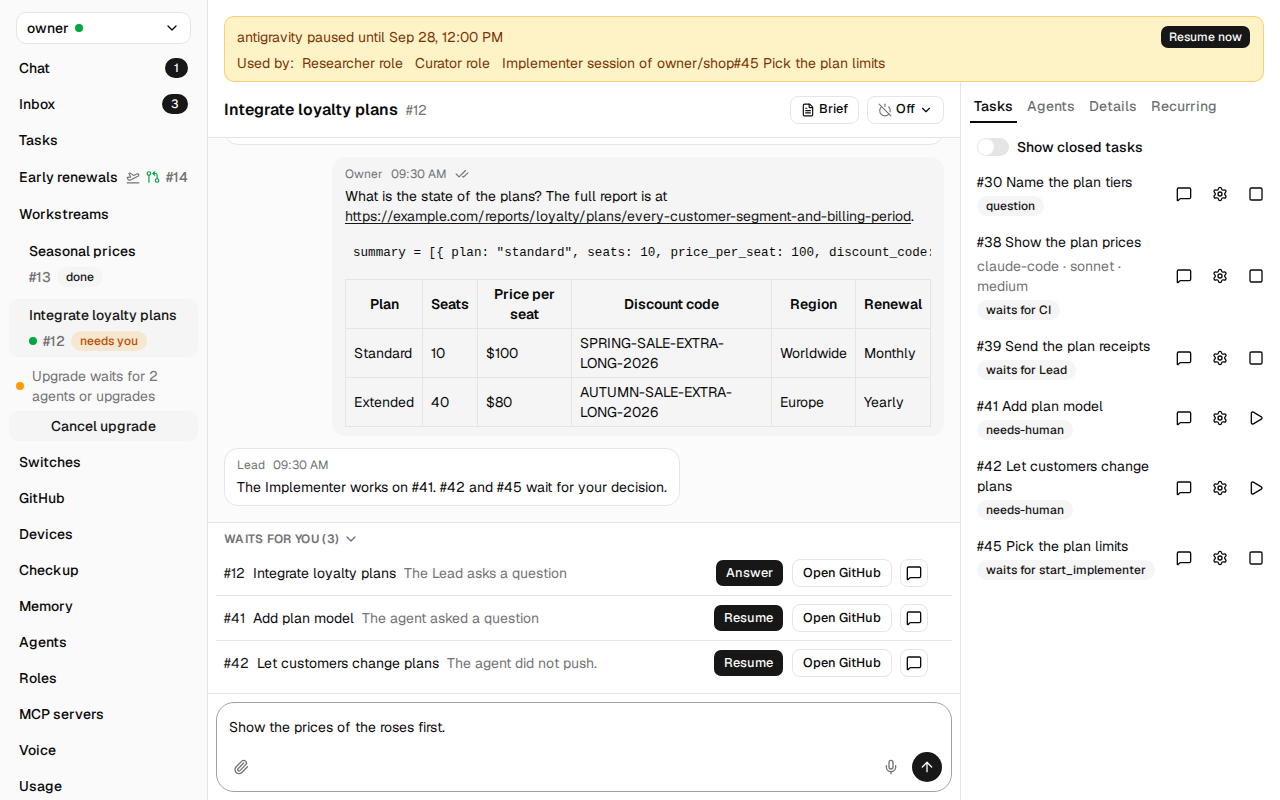 owner
Chat 1
Inbox 3
Tasks
Early renewals #14
Workstreams
Seasonal prices
#13 done
Integrate loyalty plans
#12 needs you
Upgrade waits for 2
agents or upgrades
Cancel upgrade
Switches
GitHub
Devices
Checkup
Memory
Agents
Roles
MCP servers
Voice
Usage
antigravity paused until Sep 28, 12:00 PM
Resume now
Used by: Researcher role Curator role Implementer session of owner/shop#45 Pick the plan limits
Integrate loyalty plans #12
Brief
Off
Owner 09:30 AM
What is the state of the plans? The full report is at
https://example.com/reports/loyalty/plans/every-customer-segment-and-billing-period.
summary = [{ plan: "standard", seats: 10, price_per_seat: 100, discount_code:
Plan Seats Price per seat Discount code Region Renewal
Standard 10 $100 SPRING-SALE-EXTRA-LONG-2026 Worldwide Monthly
Extended 40 $80 AUTUMN-SALE-EXTRA-LONG-2026 Europe Yearly
Lead 09:30 AM
The Implementer works on #41. #42 and #45 wait for your decision.
WAITS FOR YOU (3)
#12 Integrate loyalty plans The Lead asks a question Answer Open GitHub
#41 Add plan model The agent asked a question Resume Open GitHub
#42 Let customers change plans The agent did not push. Resume Open GitHub
Show the prices of the roses first.
Tasks Agents Details Recurring
Show closed tasks
#30 Name the plan tiers
question
#38 Show the plan prices
claude-code · sonnet ·
medium
waits for CI
#39 Send the plan receipts
waits for Lead
#41 Add plan model
needs-human
#42 Let customers change
plans
needs-human
#45 Pick the plan limits
waits for start_implementer